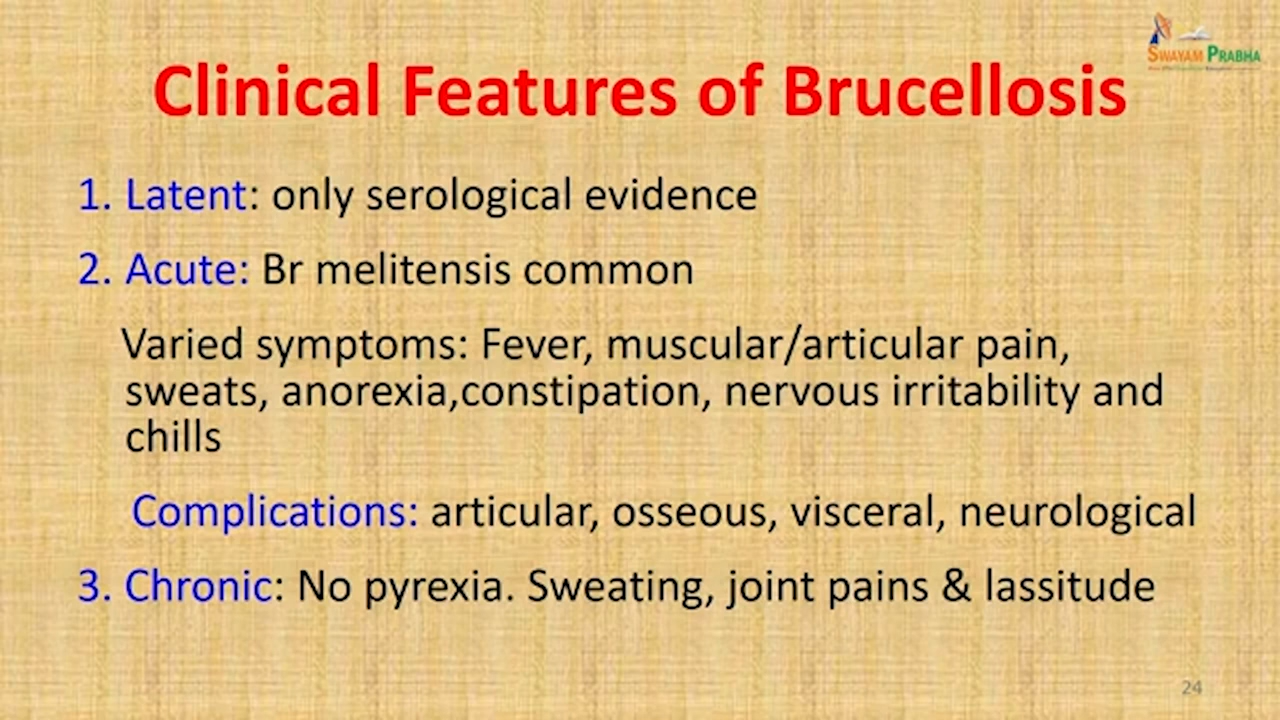 SWAYAM PRABHA
Clinical Features of Brucellosis
1. Latent: only serological evidence
2. Acute: Br melitensis common
Varied symptoms: Fever, muscular/articular pain,
sweats, anorexia,constipation, nervous irritability and
chills
Complications: articular, osseous, visceral, neurological
3. Chronic: No pyrexia. Sweating, joint pains & lassitude
24